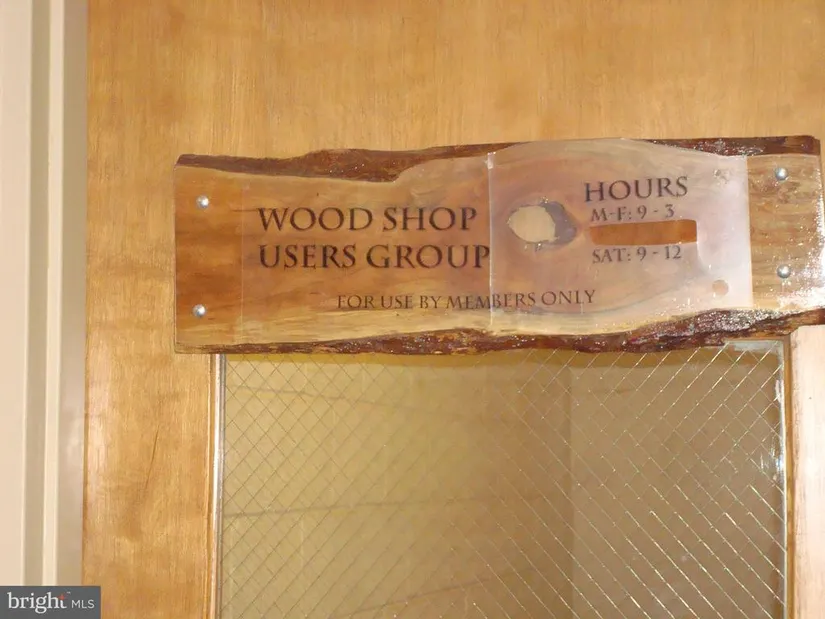 WOOD SHOP
USERS GROUP
FOR USE BY MEMBERS ONLY
HOURS
M-F: 9 - 3
SAT: 9 - 12
bright MLS